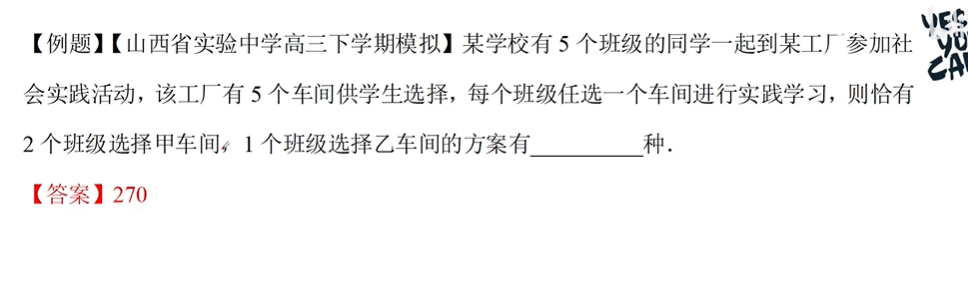 【例题】【山西省实验中学高三下学期模拟】某学校有 5 个班级的同学一起到某工厂参加社
会实践活动，该工厂有 5 个车间供学生选择，每个班级任选一个车间进行实践学习，则恰有
2 个班级选择甲车间，1 个班级选择乙车间的方案有__________种．
【答案】270
YES
YOU
CAN